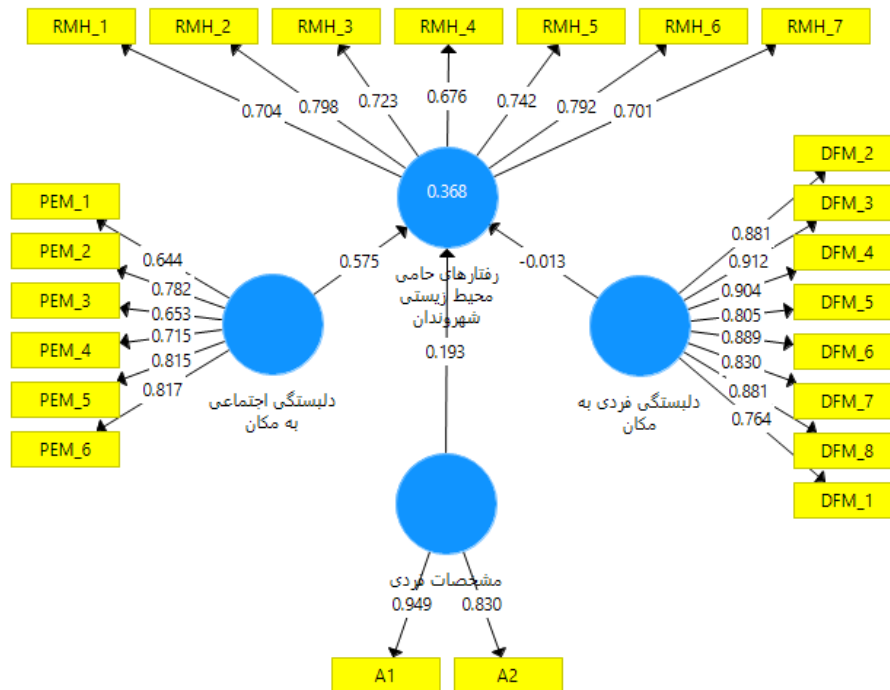 RMH_1
RMH_2
RMH_3
RMH_4
RMH_5
RMH_6
RMH_7
0.704
0.798
0.723
0.676
0.742
0.792
0.701
0.368
رفتارهای حامی
محیط زیستی
شهروندان
PEM_1
PEM_2
PEM_3
PEM_4
PEM_5
PEM_6
0.644
0.782
0.653
0.715
0.815
0.817
0.575
-0.013
0.193
دلبستگی اجتماعی
به مکان
DFM_2
DFM_3
DFM_4
DFM_5
DFM_6
DFM_7
DFM_8
DFM_1
0.881
0.912
0.904
0.805
0.889
0.830
0.881
0.764
دلبستگی فردی به
مکان
مشخصات فردی
0.949
0.830
A1
A2